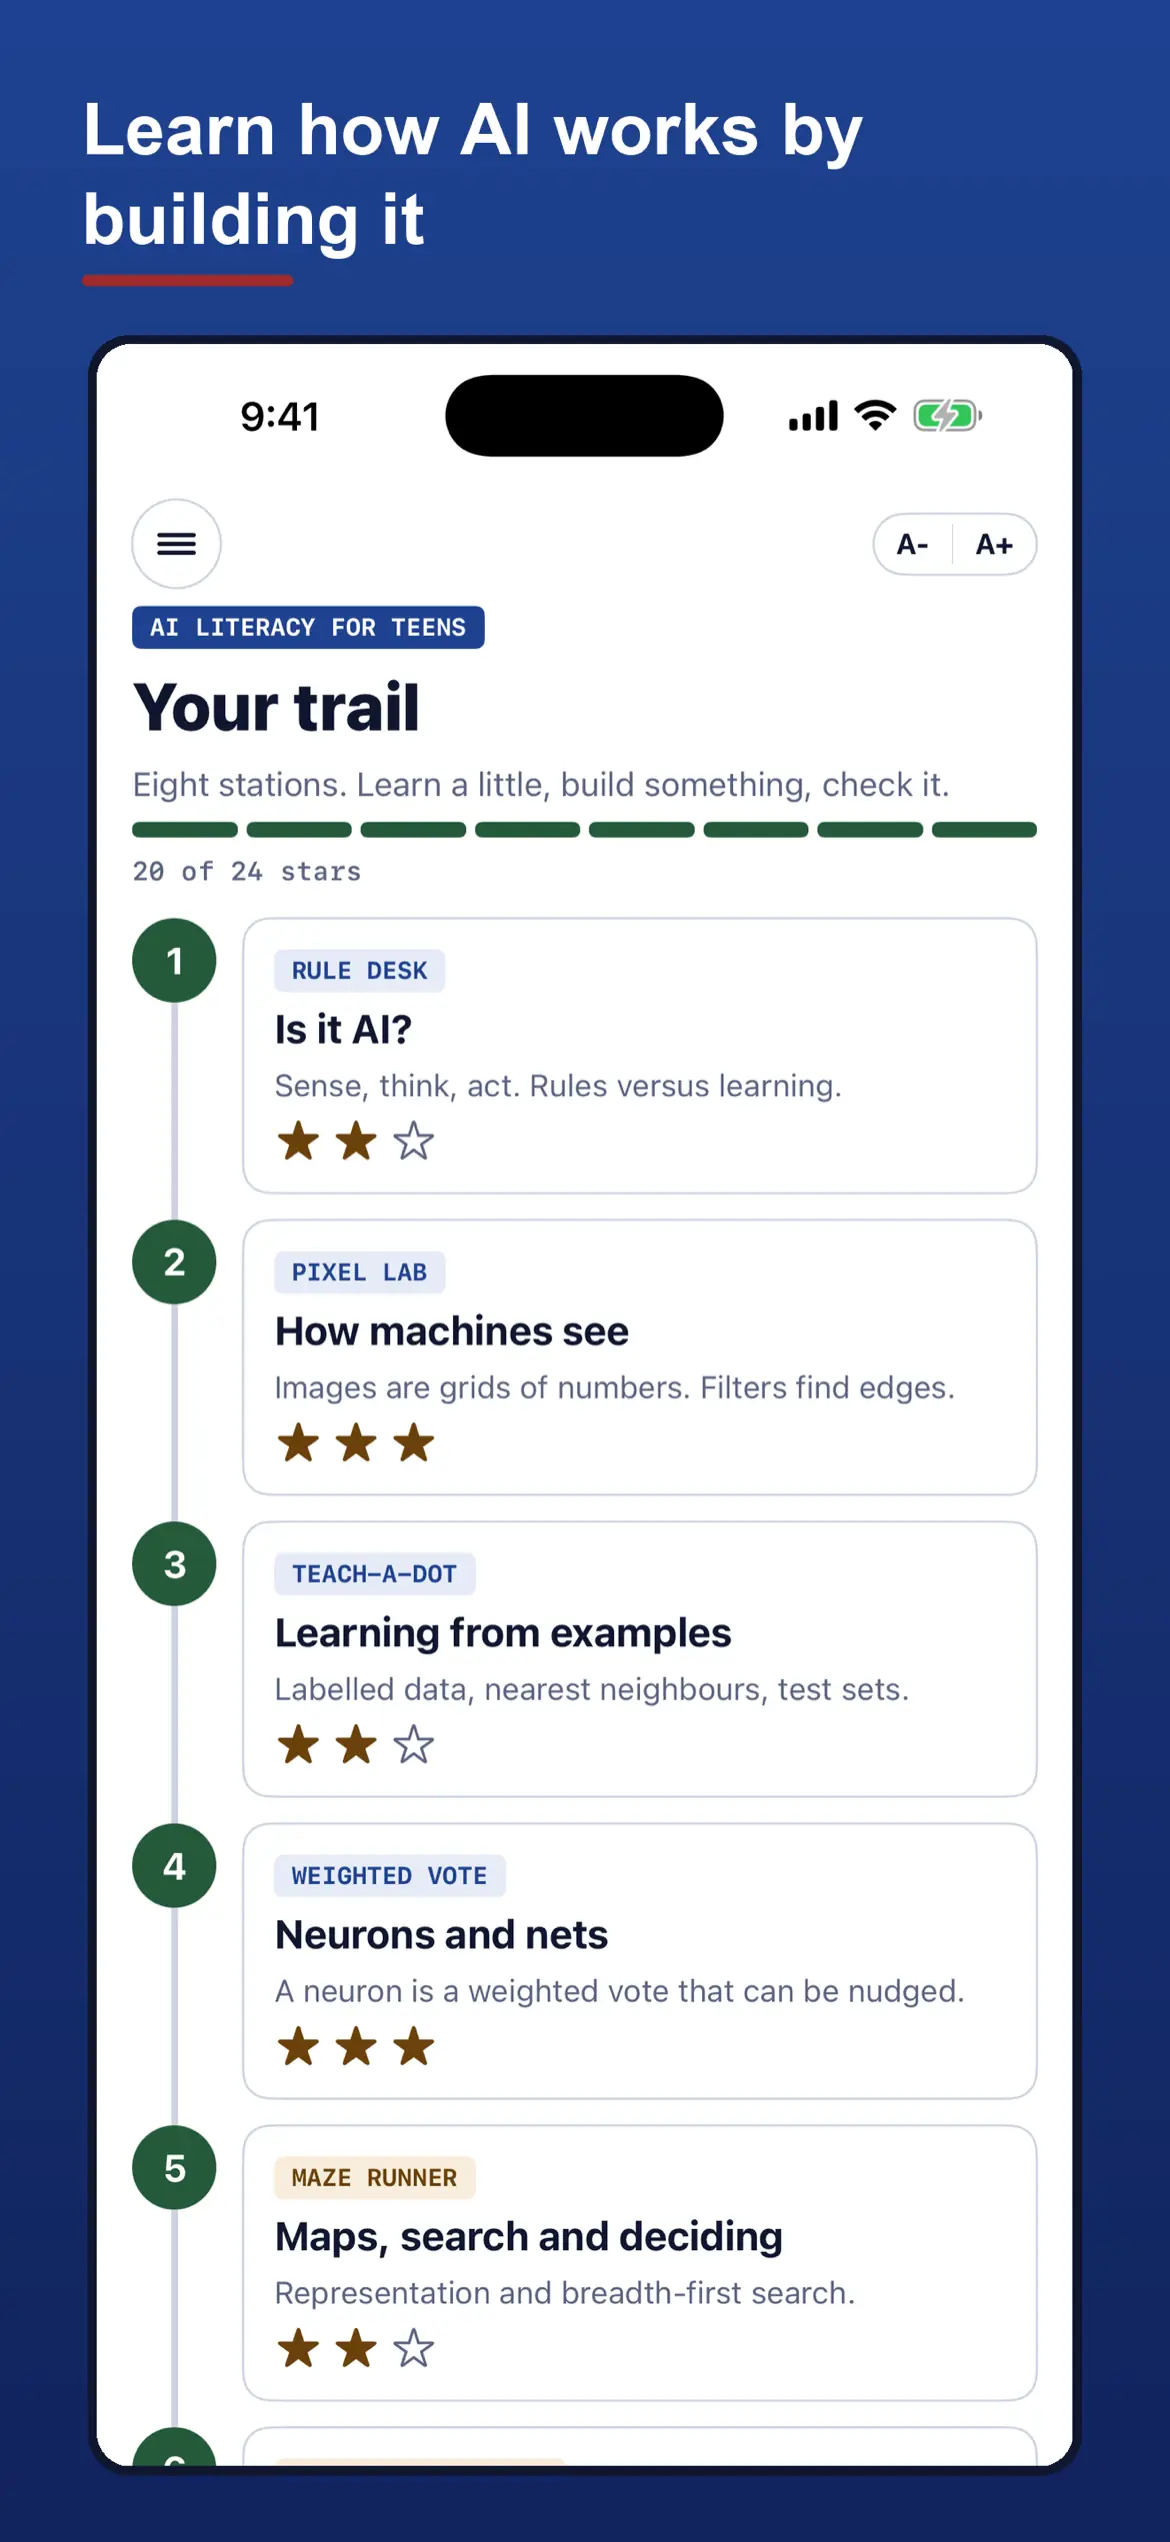 Learn how AI works by
building it
9:41
A- A+
AI LITERACY FOR TEENS
Your trail
Eight stations. Learn a little, build something, check it.
20 of 24 stars
1
RULE DESK
Is it AI?
Sense, think, act. Rules versus learning.
2
PIXEL LAB
How machines see
Images are grids of numbers. Filters find edges.
3
TEACH-A-DOT
Learning from examples
Labelled data, nearest neighbours, test sets.
4
WEIGHTED VOTE
Neurons and nets
A neuron is a weighted vote that can be nudged.
5
MAZE RUNNER
Maps, search and deciding
Representation and breadth-first search.